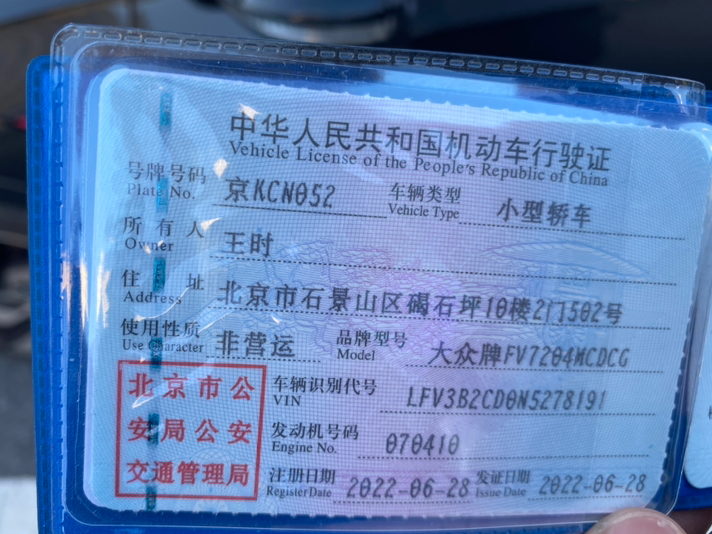 中华人民共和国机动车行驶证
Vehicle License of the People's Republic of China
号牌号码 京KCN052 车辆类型 小型轿车
Plate No. Vehicle Type
所有人 王时
Owner
住址 北京市石景山区碣石坪10楼2门502号
Address
使用性质 非营运 品牌型号 大众牌FV7204MCDCG
Use Character Model
北京市公 车辆识别代号 LFV3B2CD0N5278191
VIN
安局公安 发动机号码 070410
Engine No.
交通管理局 注册日期 2022-06-28 发证日期 2022-06-28
Register Date Issue Date